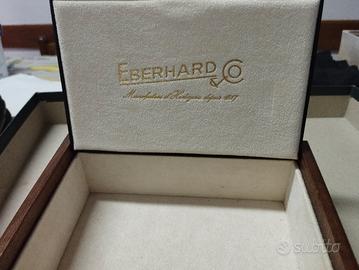 EBERHARD & CO
Manufacture d'Horlogerie depuis 1887
subito